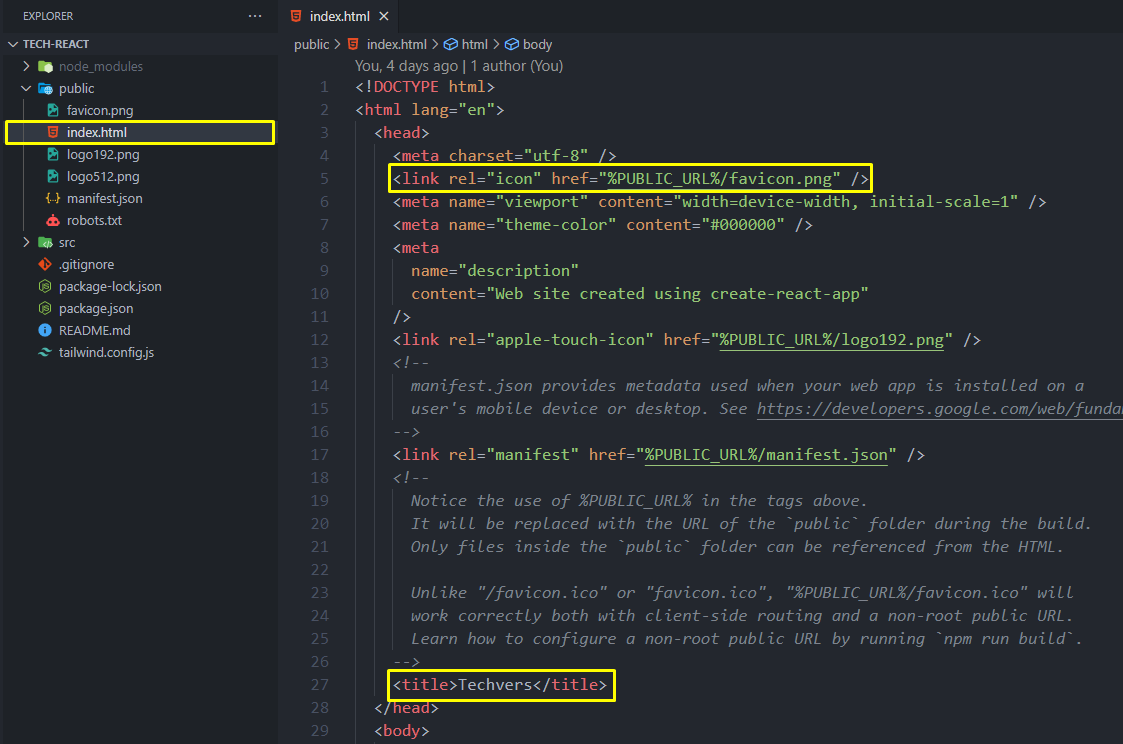 EXPLORER ...
TECH-REACT
node_modules
public
favicon.png
index.html
logo192.png
logo512.png
manifest.json
robots.txt
src
.gitignore
package-lock.json
package.json
README.md
tailwind.config.js
index.html
public > index.html > html > body
You, 4 days ago | 1 author (You)
1 <!DOCTYPE html>
2 <html lang="en">
3 <head>
4 <meta charset="utf-8" />
5 <link rel="icon" href="%PUBLIC_URL%/favicon.png" />
6 <meta name="viewport" content="width=device-width, initial-scale=1" />
7 <meta name="theme-color" content="#000000" />
8 <meta
9 name="description"
10 content="Web site created using create-react-app"
11 />
12 <link rel="apple-touch-icon" href="%PUBLIC_URL%/logo192.png" />
13 <!--
14 manifest.json provides metadata used when your web app is installed on a
15 user's mobile device or desktop. See https://developers.google.com/web/funda
16 -->
17 <link rel="manifest" href="%PUBLIC_URL%/manifest.json" />
18 <!--
19 Notice the use of %PUBLIC_URL% in the tags above.
20 It will be replaced with the URL of the `public` folder during the build.
21 Only files inside the `public` folder can be referenced from the HTML.
22
23 Unlike "/favicon.ico" or "favicon.ico", "%PUBLIC_URL%/favicon.ico" will
24 work correctly both with client-side routing and a non-root public URL.
25 Learn how to configure a non-root public URL by running `npm run build`.
26 -->
27 <title>Techvers</title>
28 </head>
29 <body>